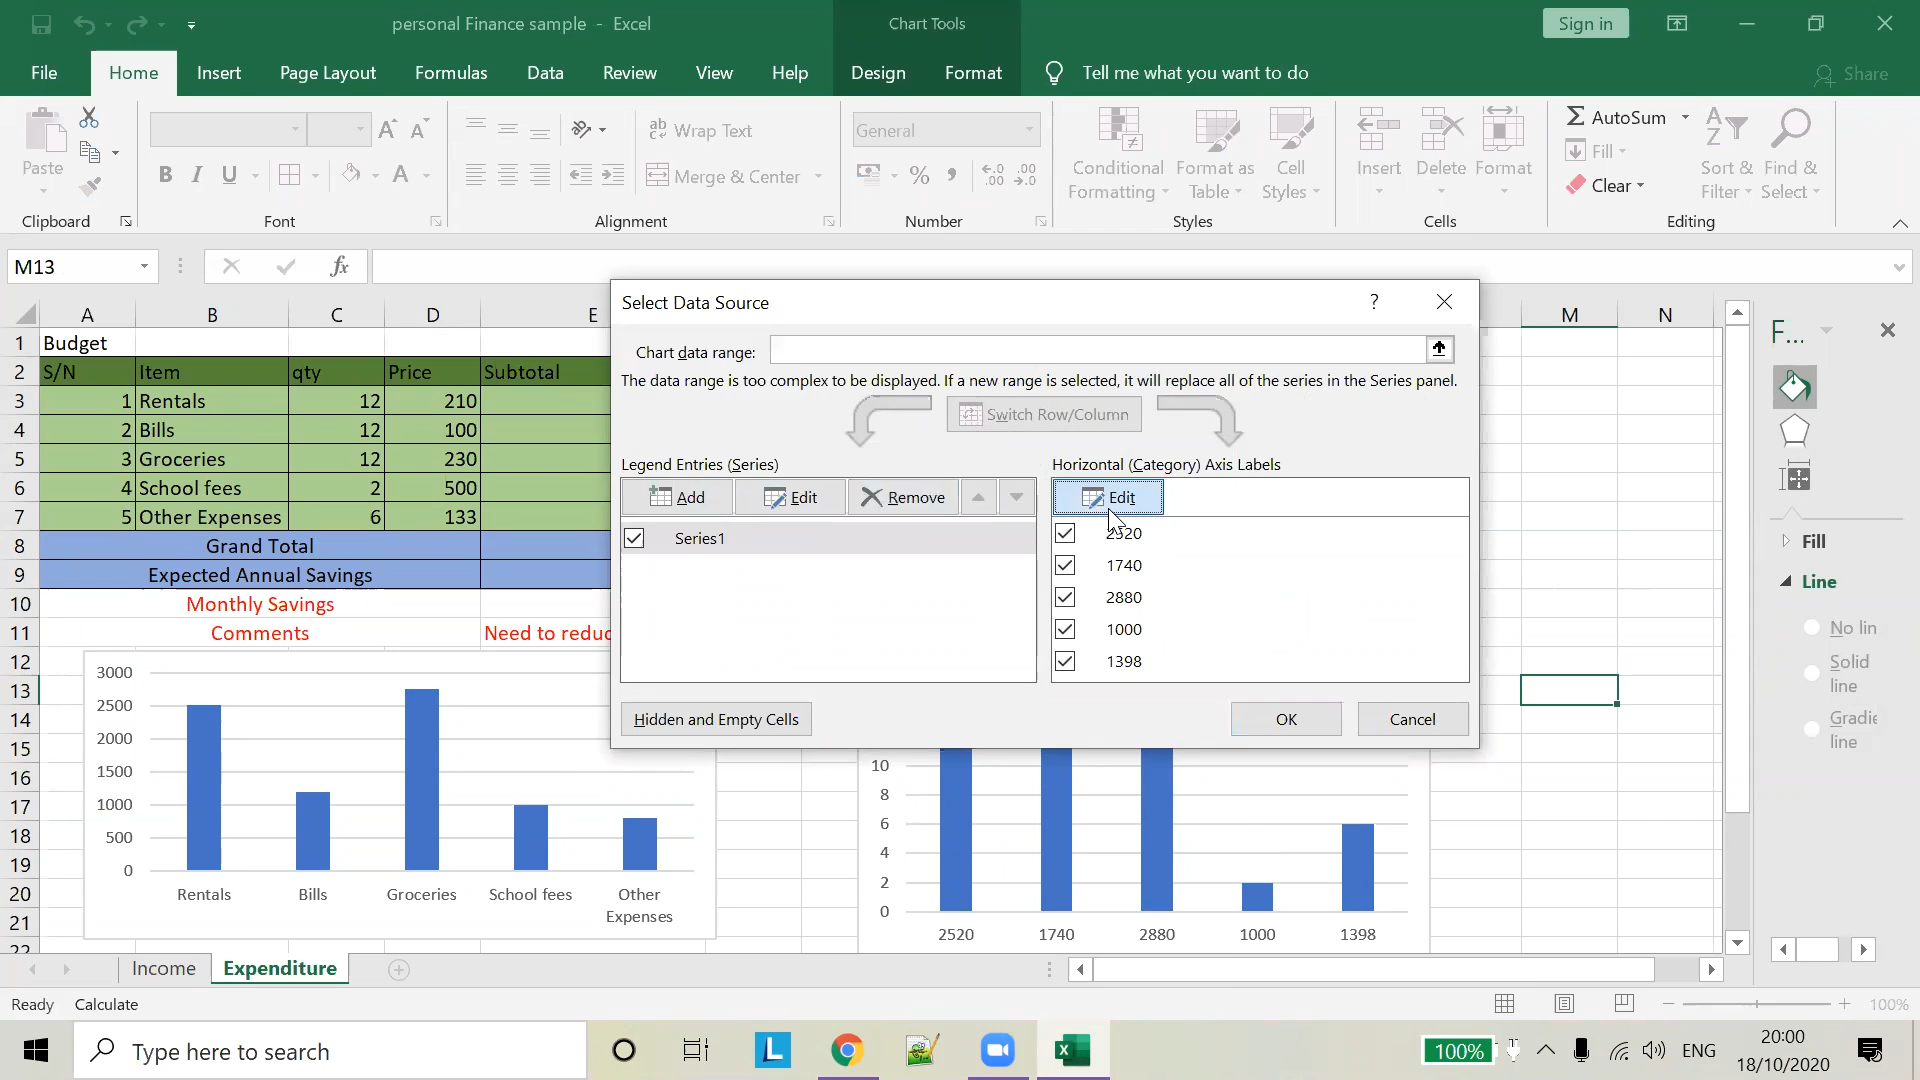 personal Finance sample - Excel
Chart Tools
Sign in
File
Home
Insert
Page Layout
Formulas
Data
Review
View
Help
Design
Format
Tell me what you want to do
Share
Paste
Clipboard
B I U
A
Font
ab Wrap Text
Merge & Center
Alignment
General
%
Number
Conditional Formatting
Format as Table
Cell Styles
Styles
Insert
Delete
Format
Cells
AutoSum
Fill
Clear
Sort & Filter
Find & Select
Editing
M13
fx
A B C D E M N
1 Budget
2 S/N Item qty Price Subtotal
3 1 Rentals 12 210
4 2 Bills 12 100
5 3 Groceries 12 230
6 4 School fees 2 500
7 5 Other Expenses 6 133
8 Grand Total
9 Expected Annual Savings
10 Monthly Savings
11 Comments Need to reduc
12
13
14
15
16
17
18
19
20
21
22
3000
2500
2000
1500
1000
500
0
Rentals
Bills
Groceries
School fees
Other
Expenses
Select Data Source
?
Chart data range:
The data range is too complex to be displayed. If a new range is selected, it will replace all of the series in the Series panel.
Switch Row/Column
Legend Entries (Series)
Add
Edit
Remove
Series1
Horizontal (Category) Axis Labels
Edit
2520
1740
2880
1000
1398
Hidden and Empty Cells
OK
Cancel
10
8
6
4
2
0
2520 1740 2880 1000 1398
F...
Fill
Line
No lin
Solid
line
Gradie
line
Income
Expenditure
Ready
Calculate
100%
Type here to search
L
100%
ENG
20:00
18/10/2020